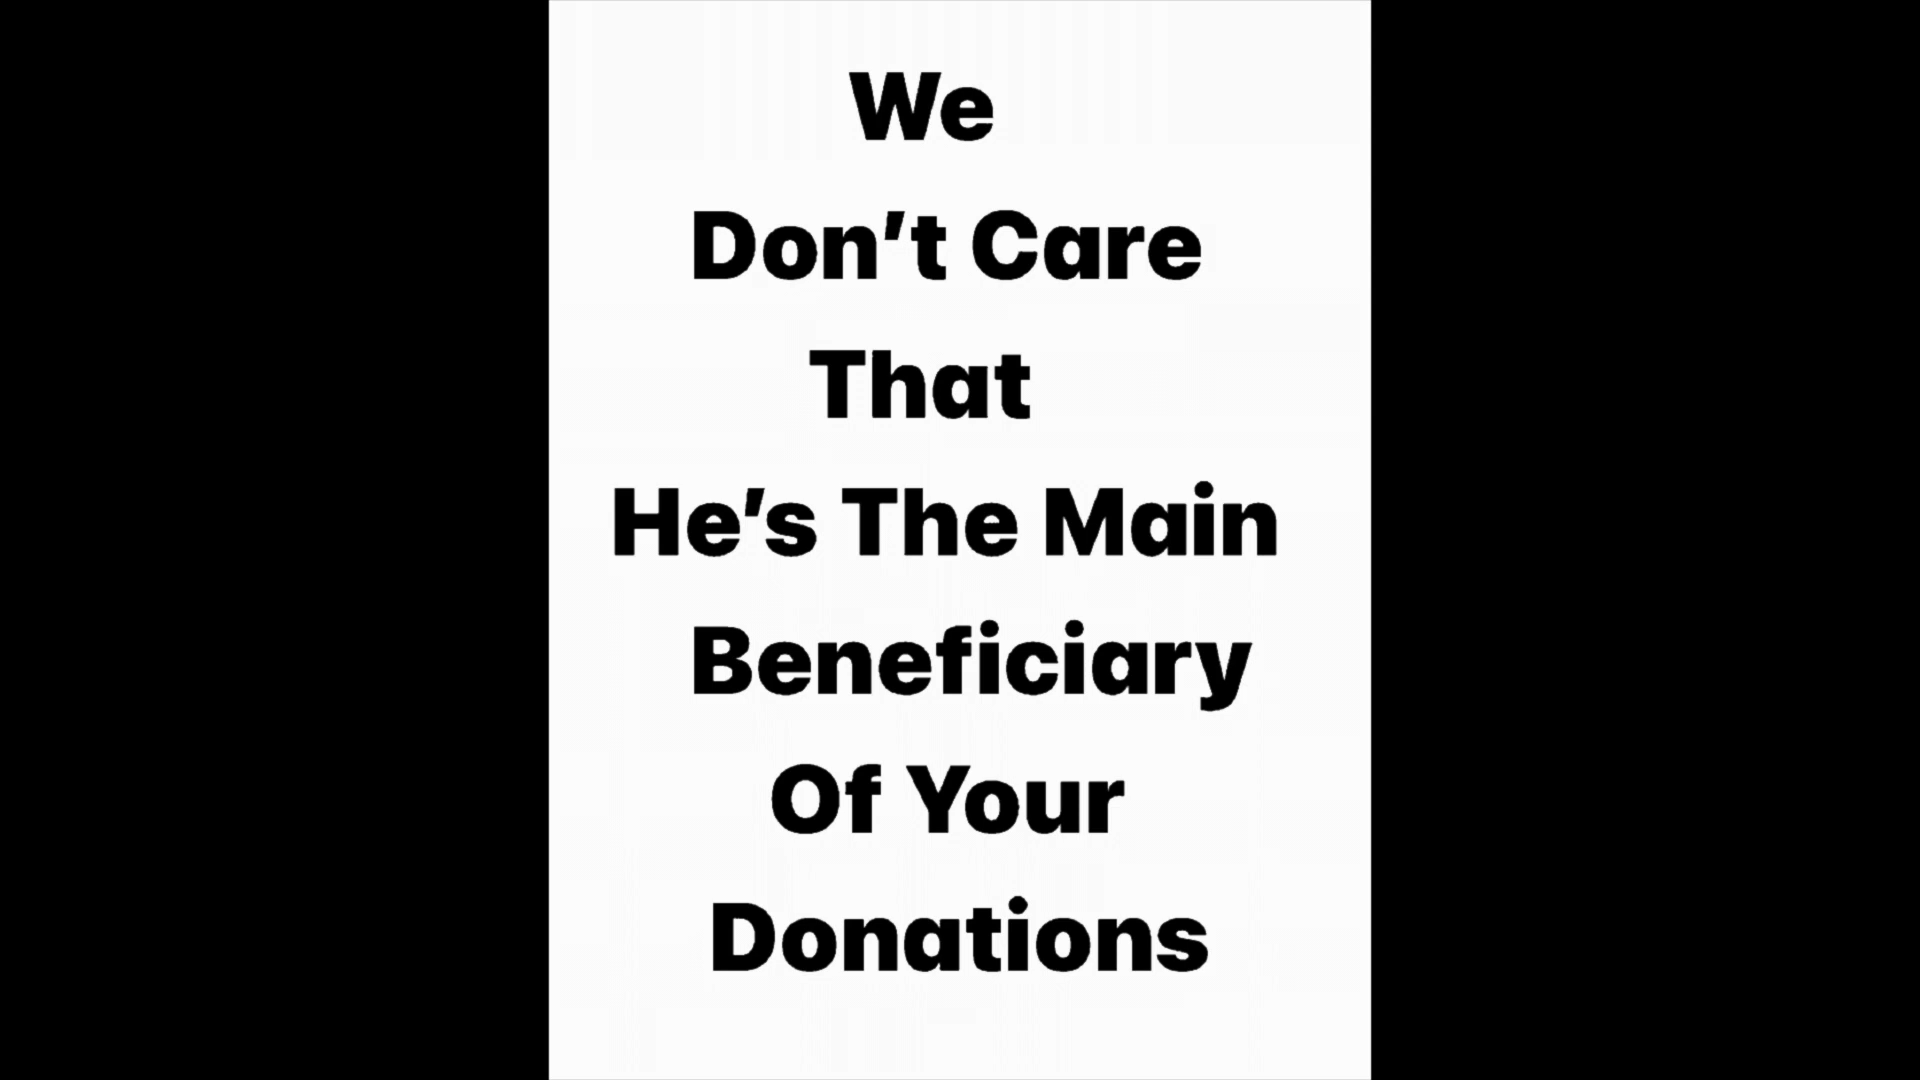 We
Don’t Care
That
He’s The Main
Beneficiary
Of Your
Donations